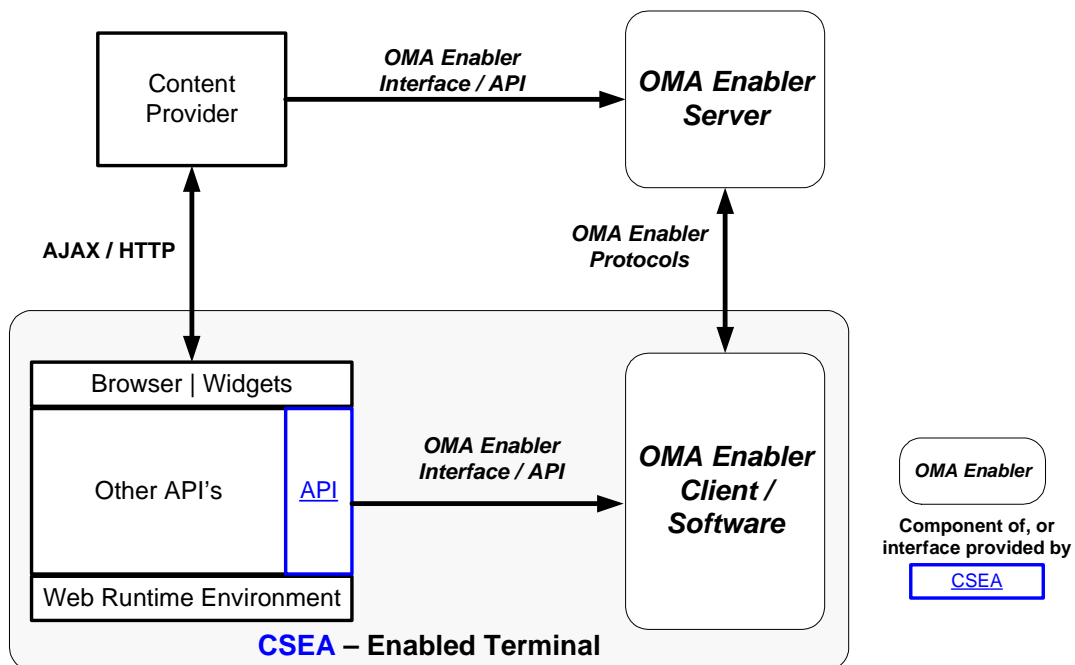 Content
Provider
OMA Enabler
Interface / API
OMA Enabler
Server
AJAX / HTTP
OMA Enabler
Protocols
Browser | Widgets
Other API's
API
Web Runtime Environment
OMA Enabler
Interface / API
OMA Enabler
Client /
Software
CSEA – Enabled Terminal
OMA Enabler
Component of, or
interface provided by
CSEA